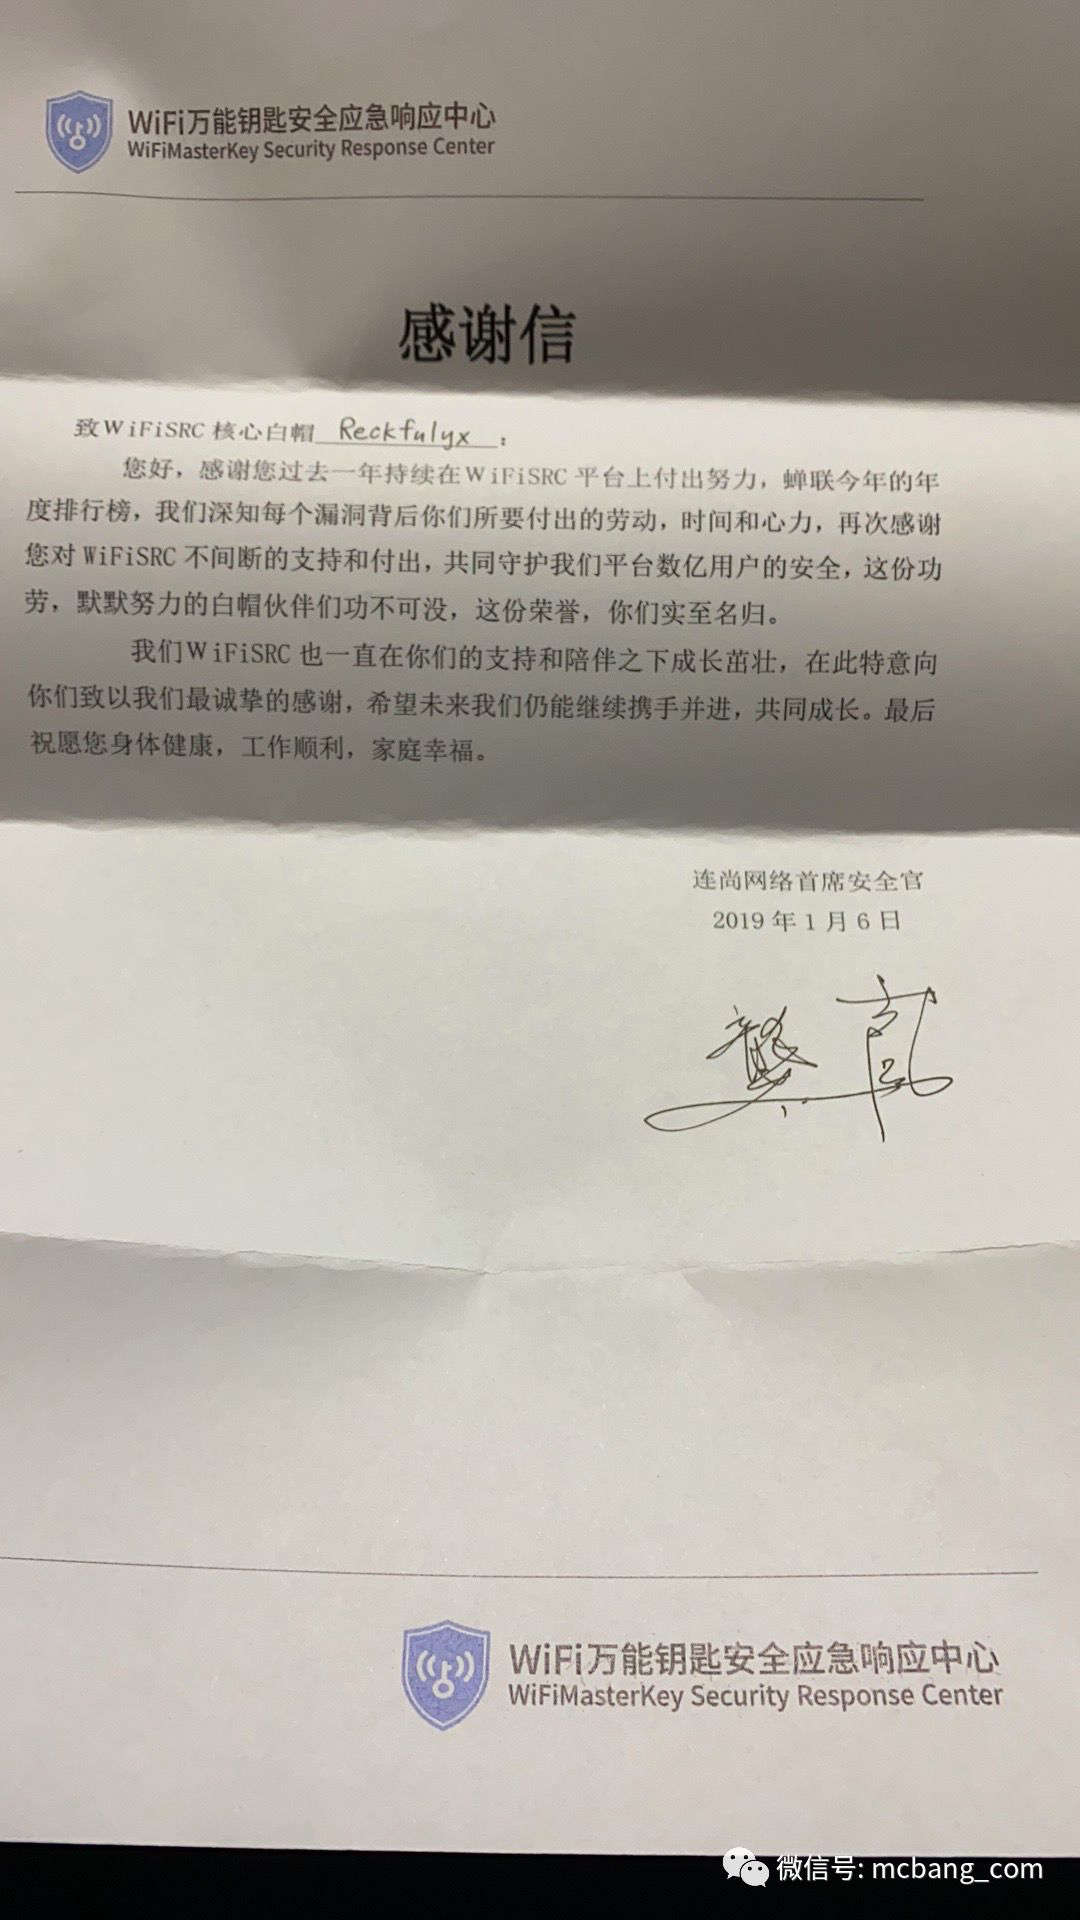 WiFi万能钥匙安全应急响应中心
WiFiMasterKey Security Response Center
感谢信
致WiFiSRC 核心白帽 Reckfulyx：
您好，感谢您过去一年持续在WiFiSRC 平台上付出努力，蝉联今年的年
度排行榜，我们深知每个漏洞背后你们所要付出的劳动，时间和心力，再次感谢
您对 WiFiSRC 不间断的支持和付出，共同守护我们平台数亿用户的安全，这份功
劳，默默努力的白帽伙伴们功不可没，这份荣誉，你们实至名归。
我们WiFiSRC 也一直在你们的支持和陪伴之下成长茁壮，在此特意向
你们致以我们最诚挚的感谢，希望未来我们仍能继续携手并进，共同成长。最后
祝愿您身体健康，工作顺利，家庭幸福。
连尚网络首席安全官
2019 年 1 月 6 日
WiFi万能钥匙安全应急响应中心
WiFiMasterKey Security Response Center
微信号: mcbang_com